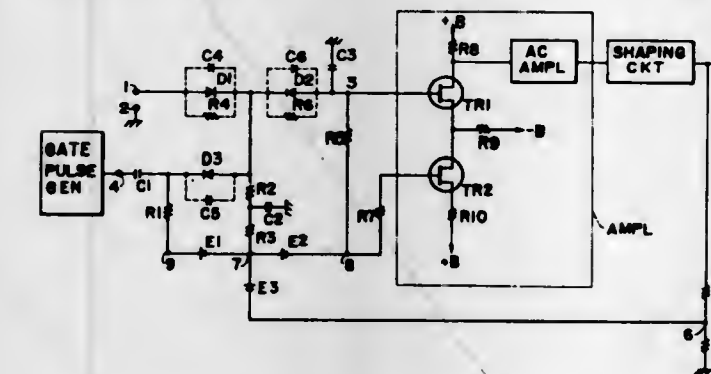 +B
C4
C6
C3
R8
AC
AMPL
SHAPING
CKT
D1
D2
1
3
2
R4
R6
TR1
R5
R9
-B
GATE
PULSE
GEN
D3
4
C1
R2
TR2
C5
C2
R1
R7
R10
R3
E1
E2
AMPL
9
7
8
+B
E3
6